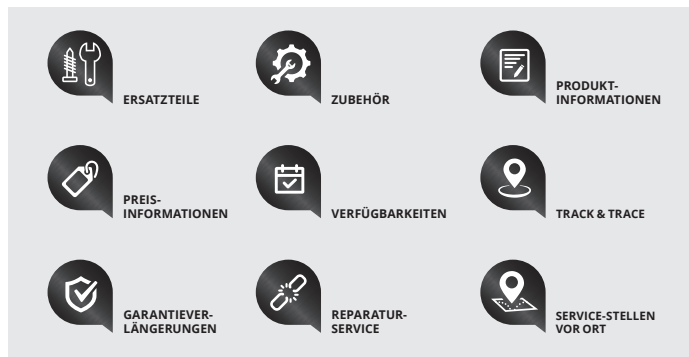 ERSATZTEILE
ZUBEHÖR
PRODUKT-
INFORMATIONEN
PREIS-
INFORMATIONEN
VERFÜGBARKEITEN
TRACK & TRACE
GARANTIEVER-
LÄNGERUNGEN
REPARATUR-
SERVICE
SERVICE-STELLEN
VOR ORT